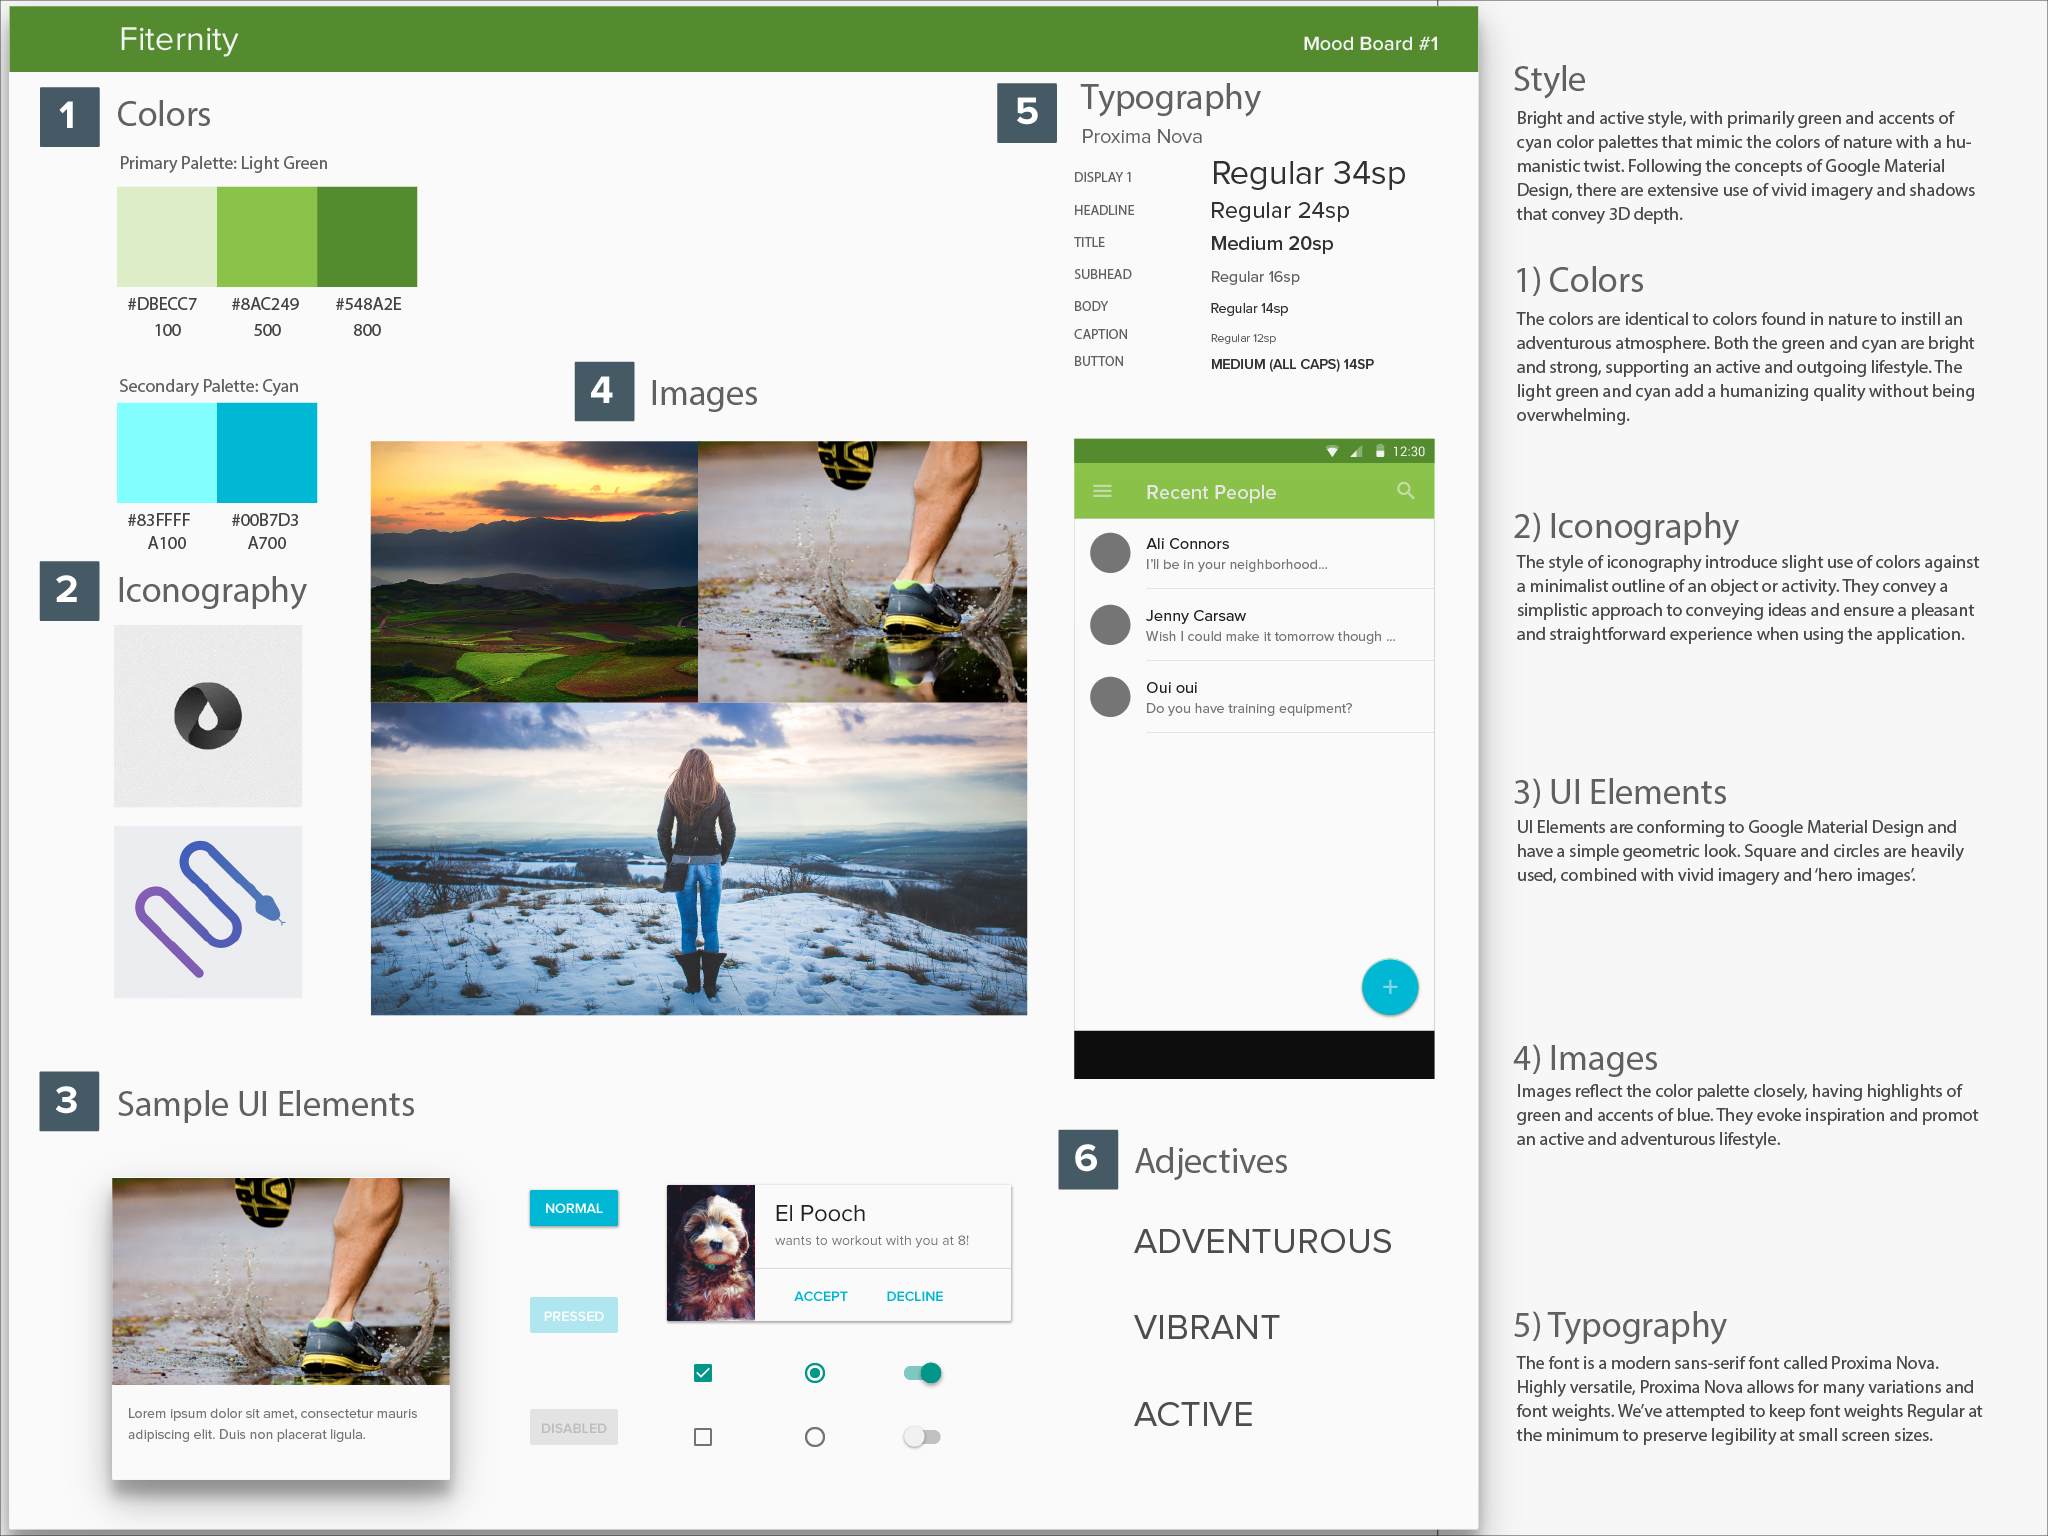 Fiternity
Mood Board #1
1
Colors
Primary Palette: Light Green
#DBECC7
#8AC249
#548A2E
100
500
800
Secondary Palette: Cyan
#83FFFF
#00B7D3
A100
A700
2
Iconography
4
Images
5
Typography
Proxima Nova
DISPLAY 1
Regular 34sp
HEADLINE
Regular 24sp
TITLE
Medium 20sp
SUBHEAD
Regular 16sp
BODY
Regular 14sp
CAPTION
Regular 12sp
BUTTON
MEDIUM (ALL CAPS) 14SP
12:30
Recent People
Ali Connors
I'll be in your neighborhood...
Jenny Carsaw
Wish I could make it tomorrow though ...
Oui oui
Do you have training equipment?
+
3
Sample UI Elements
Lorem ipsum dolor sit amet, consectetur mauris
adipiscing elit. Duis non placerat ligula.
NORMAL
PRESSED
DISABLED
El Pooch
wants to workout with you at 8!
ACCEPT
DECLINE
6
Adjectives
ADVENTUROUS
VIBRANT
ACTIVE
Style
Bright and active style, with primarily green and accents of
cyan color palettes that mimic the colors of nature with a hu-
manistic twist. Following the concepts of Google Material
Design, there are extensive use of vivid imagery and shadows
that convey 3D depth.
1) Colors
The colors are identical to colors found in nature to instill an
adventurous atmosphere. Both the green and cyan are bright
and strong, supporting an active and outgoing lifestyle. The
light green and cyan add a humanizing quality without being
overwhelming.
2) Iconography
The style of iconography introduce slight use of colors against
a minimalist outline of an object or activity. They convey a
simplistic approach to conveying ideas and ensure a pleasant
and straightforward experience when using the application.
3) UI Elements
UI Elements are conforming to Google Material Design and
have a simple geometric look. Square and circles are heavily
used, combined with vivid imagery and 'hero images'.
4) Images
Images reflect the color palette closely, having highlights of
green and accents of blue. They evoke inspiration and promot
an active and adventurous lifestyle.
5) Typography
The font is a modern sans-serif font called Proxima Nova.
Highly versatile, Proxima Nova allows for many variations and
font weights. We've attempted to keep font weights Regular at
the minimum to preserve legibility at small screen sizes.